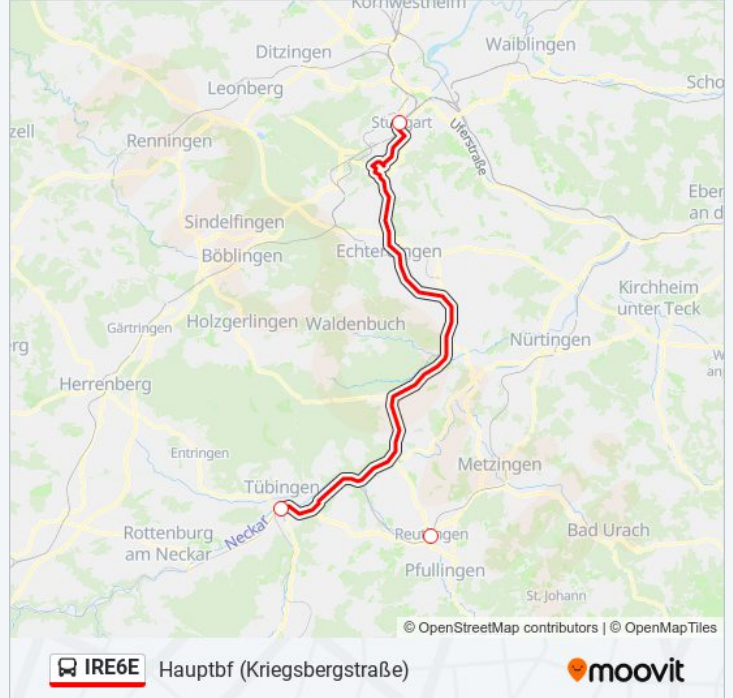 Kornwestheim
Ditzingen
Waiblingen
Leonberg
Scho
Stuttgart
zell
Renningen
Uferstraße
Eber
an d
Sindelfingen
Echterdingen
Böblingen
Kirchheim
unter Teck
Gärtringen
Holzgerlingen
Waldenbuch
rg
Nürtingen
W
an
Herrenberg
Entringen
Metzingen
Tübingen
Rottenburg
am Neckar
Neckar
Reutlingen
Bad Urach
Pfullingen
St. Johann
© OpenStreetMap contributors | © OpenMapTiles
IRE6E Hauptbf (Kriegsbergstraße)
moovit